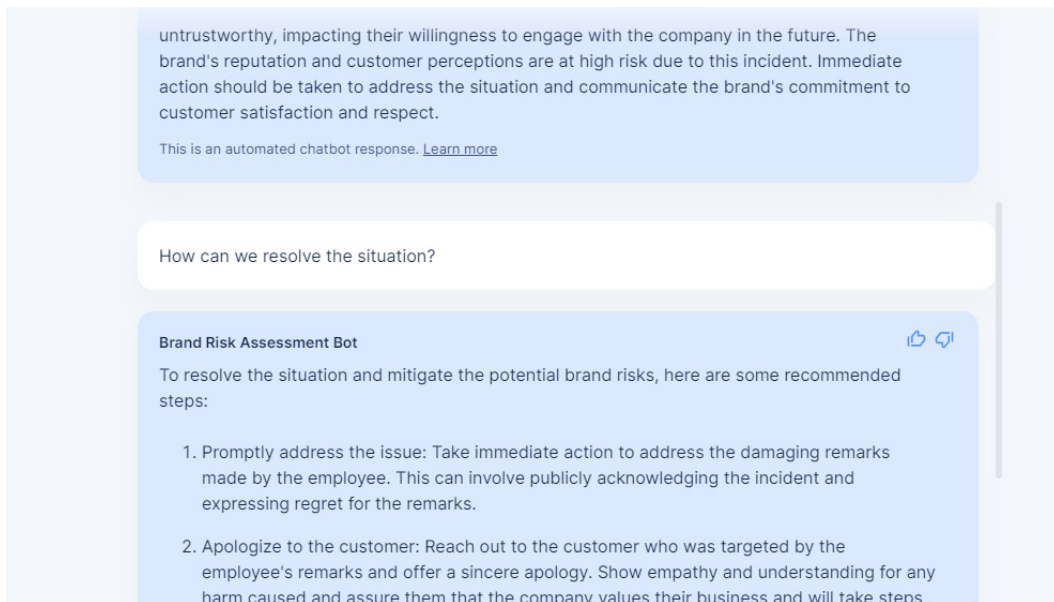 untrustworthy, impacting their willingness to engage with the company in the future. The
brand's reputation and customer perceptions are at high risk due to this incident. Immediate
action should be taken to address the situation and communicate the brand's commitment to
customer satisfaction and respect.
This is an automated chatbot response. Learn more
How can we resolve the situation?
Brand Risk Assessment Bot
To resolve the situation and mitigate the potential brand risks, here are some recommended
steps:
1. Promptly address the issue: Take immediate action to address the damaging remarks
made by the employee. This can involve publicly acknowledging the incident and
expressing regret for the remarks.
2. Apologize to the customer: Reach out to the customer who was targeted by the
employee's remarks and offer a sincere apology. Show empathy and understanding for any
harm caused and assure them that the company values their business and will take steps